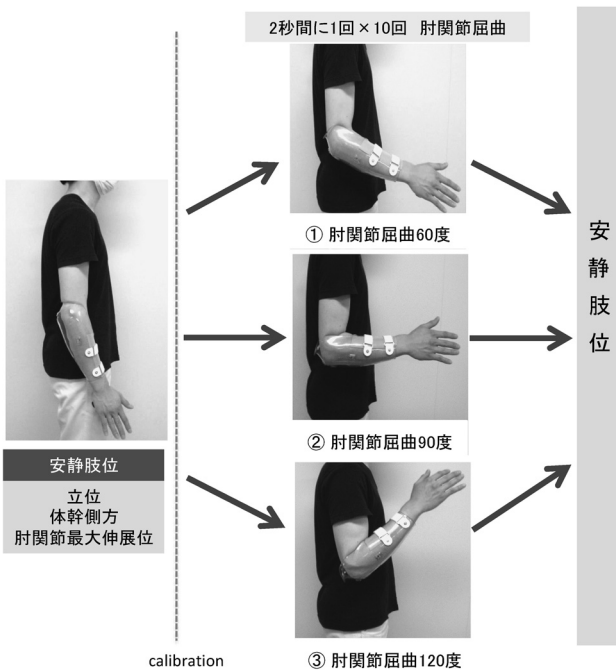 2秒間に1回×10回 肘関節屈曲
① 肘関節屈曲60度
② 肘関節屈曲90度
③ 肘関節屈曲120度
安静肢位
立位
体幹側方
肘関節最大伸展位
calibration
安静肢位